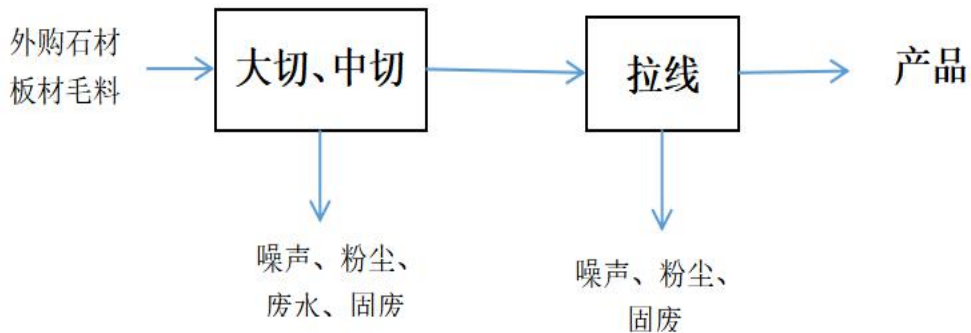 外购石材
板材毛料
大切、中切
拉线
产品
噪声、粉尘、
废水、固废
噪声、粉尘、
固废